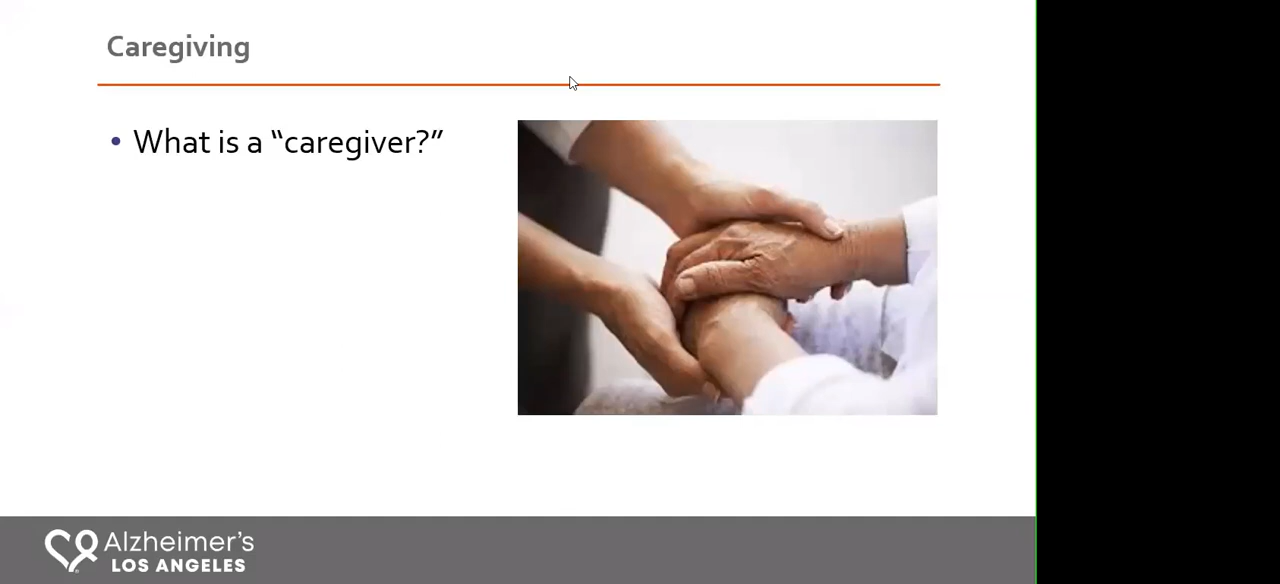 Caregiving
• What is a “caregiver?”
Alzheimer’s
LOS ANGELES